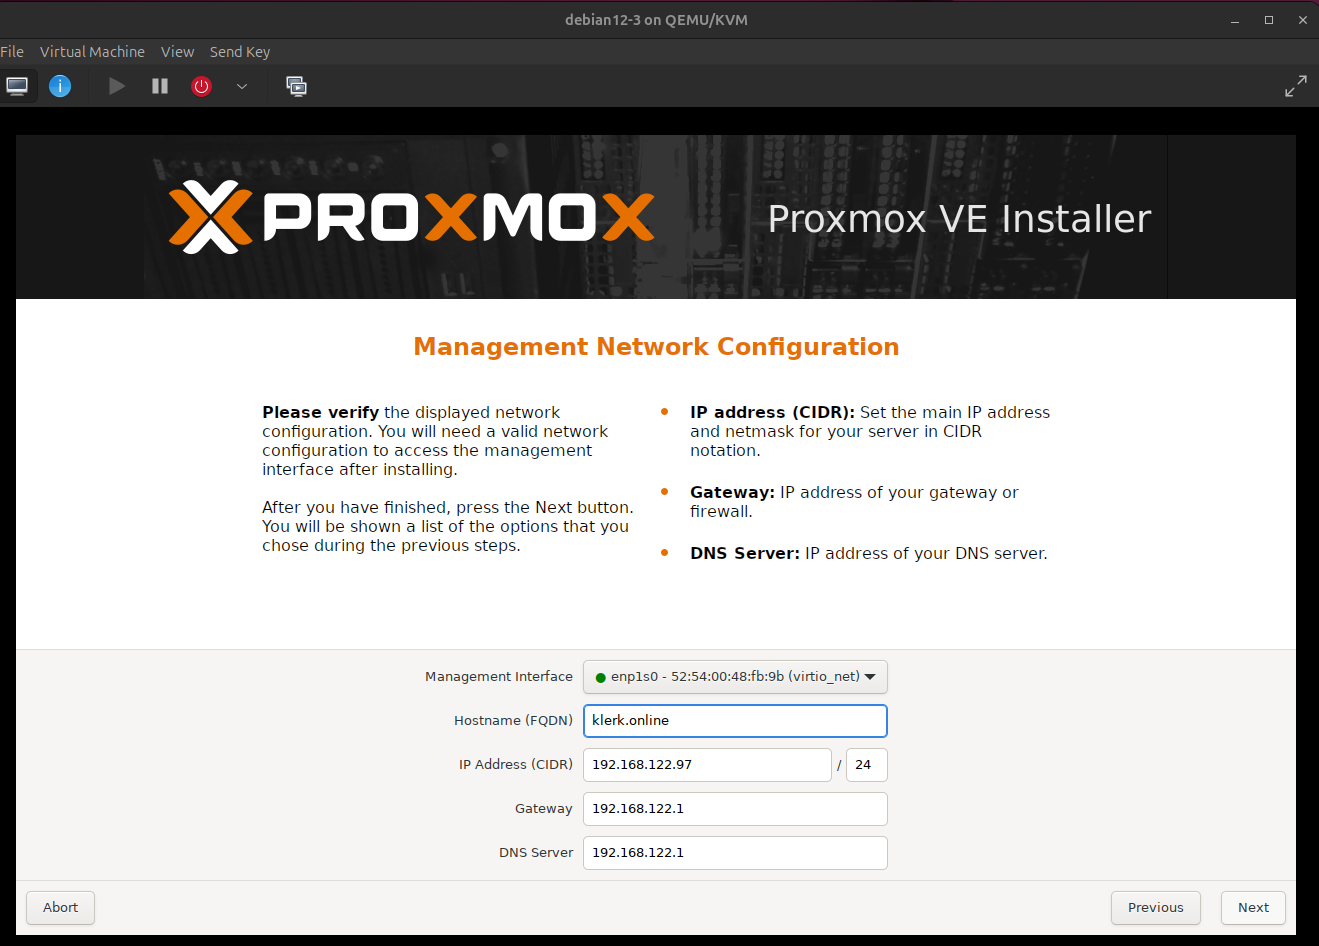 debian12-3 on QEMU/KVM
File Virtual Machine View Send Key
PROXMOX
Proxmox VE Installer
Management Network Configuration
Please verify the displayed network
configuration. You will need a valid network
configuration to access the management
interface after installing.
After you have finished, press the Next button.
You will be shown a list of the options that you
chose during the previous steps.
IP address (CIDR): Set the main IP address
and netmask for your server in CIDR
notation.
Gateway: IP address of your gateway or
firewall.
DNS Server: IP address of your DNS server.
Management Interface enp1s0 - 52:54:00:48:fb:9b (virtio_net)
Hostname (FQDN) klerk.online
IP Address (CIDR) 192.168.122.97 / 24
Gateway 192.168.122.1
DNS Server 192.168.122.1
Abort Previous Next